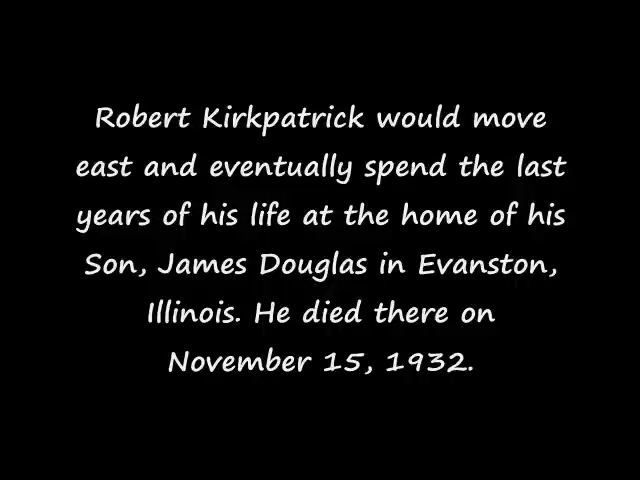 Robert Kirkpatrick would move
east and eventually spend the last
years of his life at the home of his
Son, James Douglas in Evanston,
Illinois. He died there on
November 15, 1932.